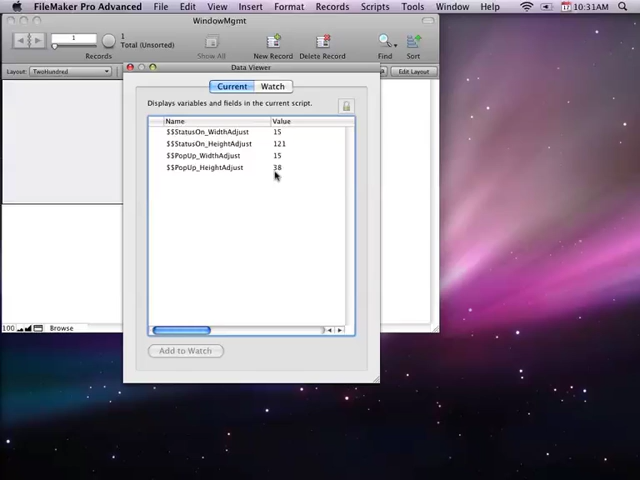 FileMaker Pro Advanced File Edit View Insert Format Records Scripts Tools Window Help 17 10:31AM
WindowMgmt
1
1
Total (Unsorted)
Records
Show All
New Record
Delete Record
Find
Sort
Layout: TwoHundred
Edit Layout
Data Viewer
Current Watch
Displays variables and fields in the current script.
Name Value
$$StatusOn_WidthAdjust 15
$$StatusOn_HeightAdjust 121
$$PopUp_WidthAdjust 15
$$PopUp_HeightAdjust 38
Add to Watch
100 Browse